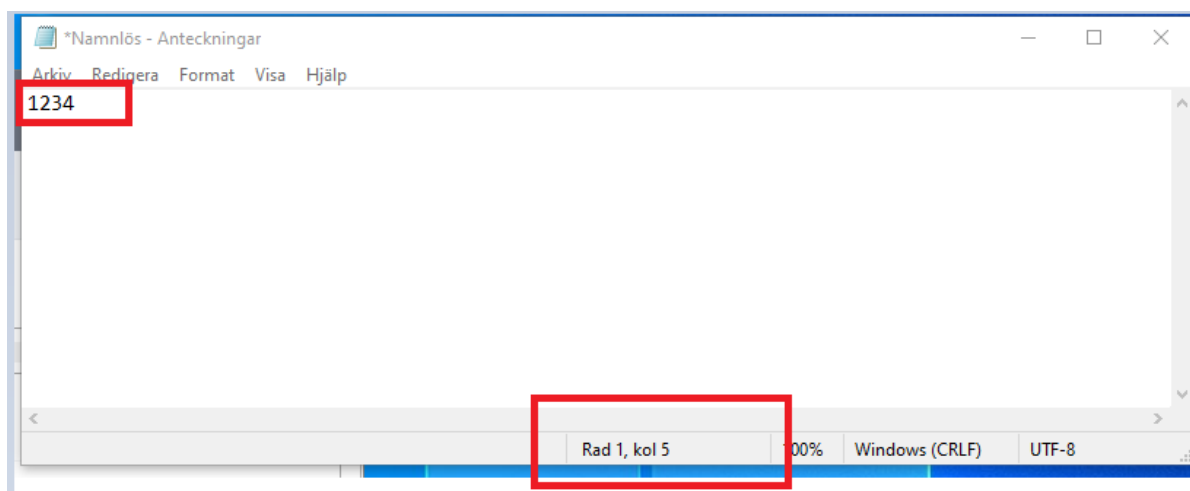 *Namnlös - Anteckningar
Arkiv Redigera Format Visa Hjälp
1234
Rad 1, kol 5 100% Windows (CRLF) UTF-8